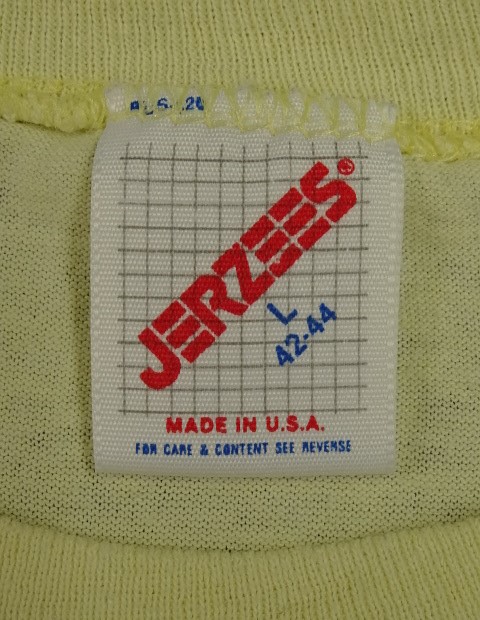 JERZEES®
L
42-44
MADE IN U.S.A.
FOR CARE & CONTENT SEE REVERSE